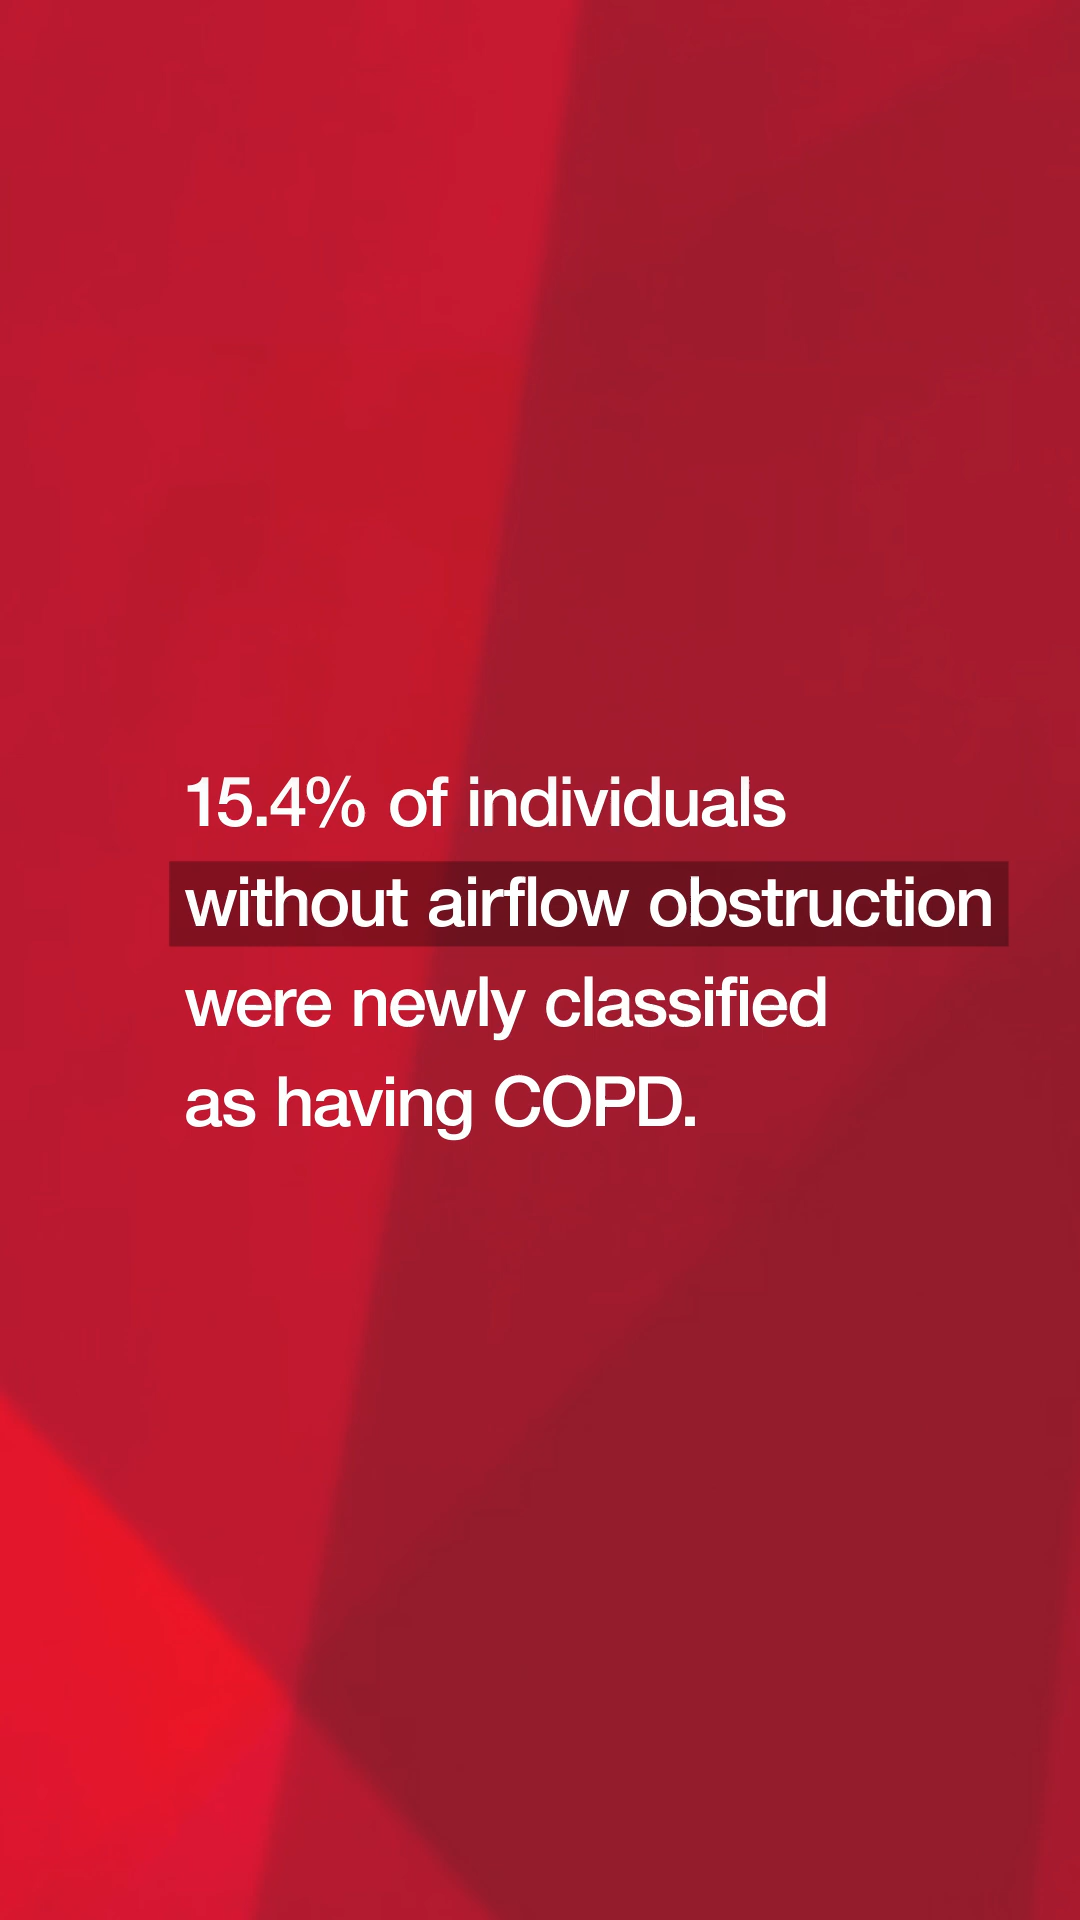 15.4% of individuals
without airflow obstruction
were newly classified
as having COPD.